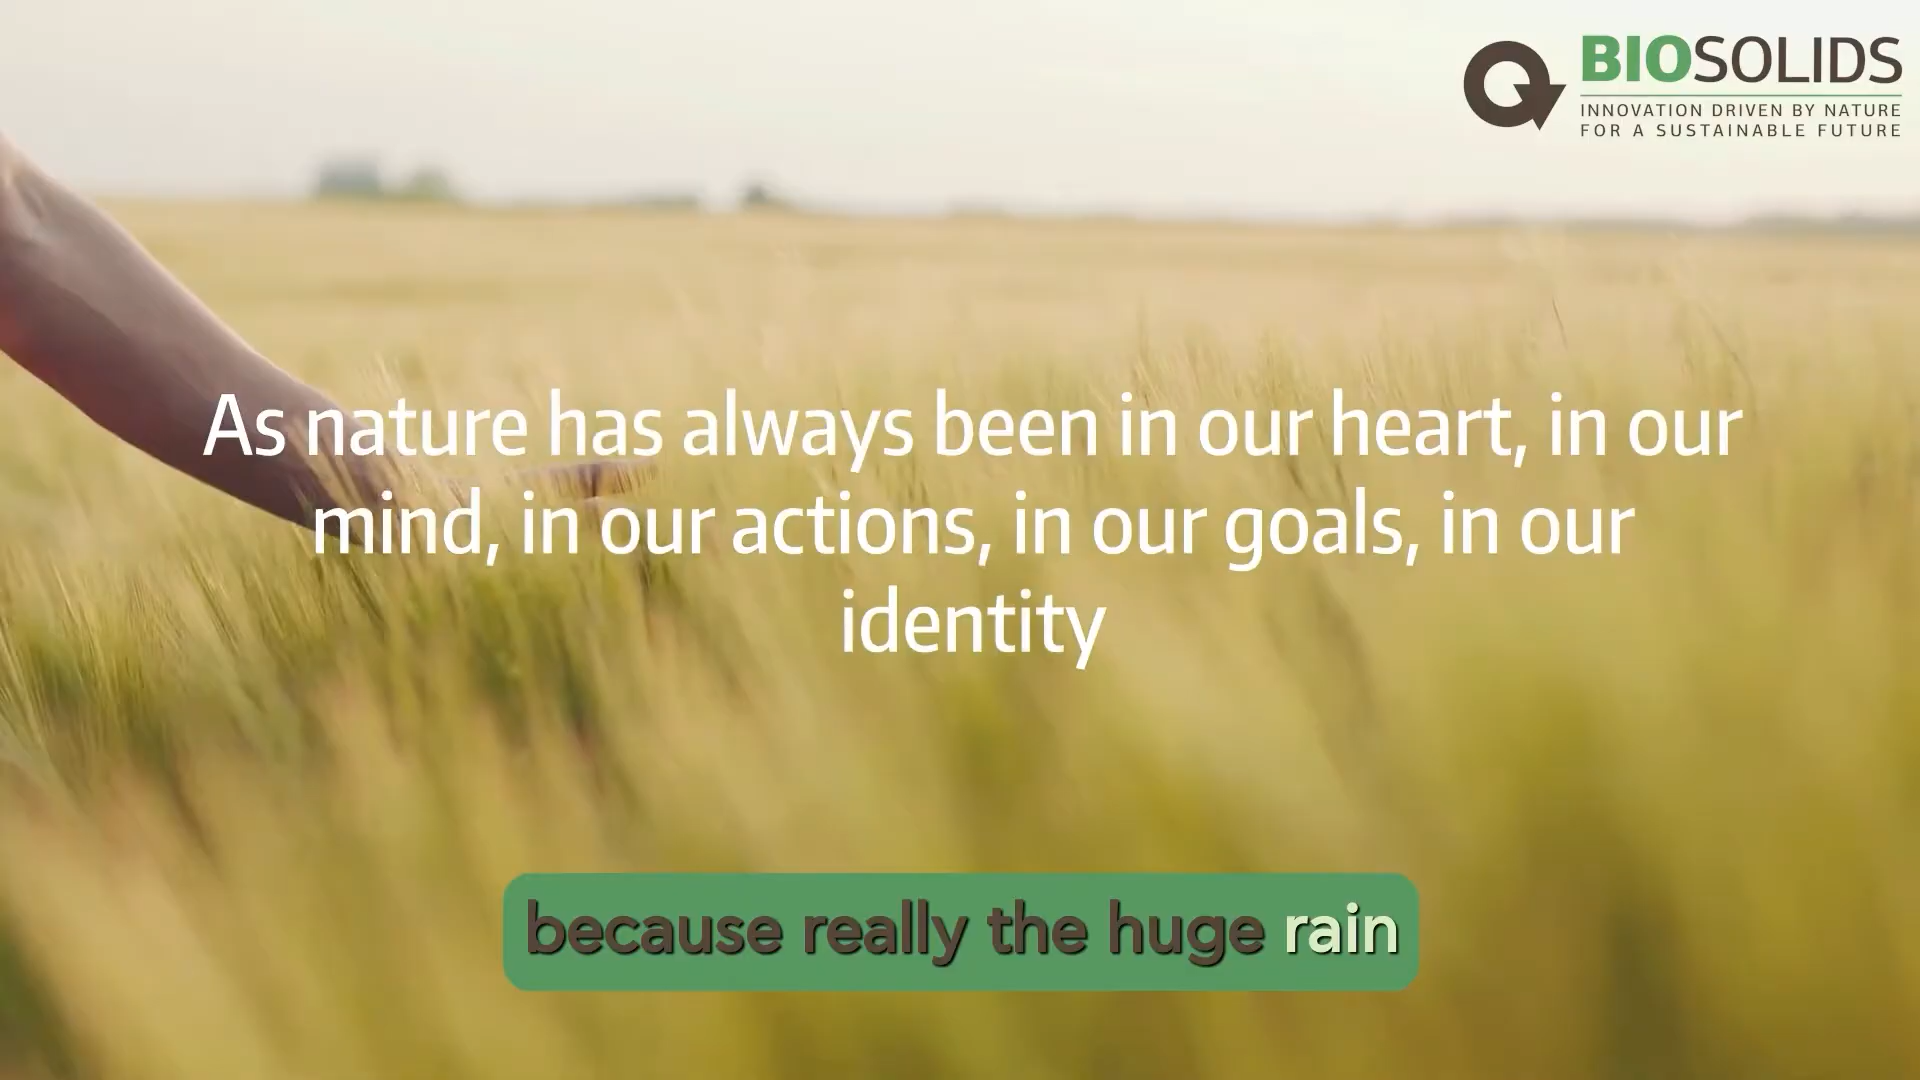 BIOSOLIDS
INNOVATION DRIVEN BY NATURE
FOR A SUSTAINABLE FUTURE
As nature has always been in our heart, in our
mind, in our actions, in our goals, in our
identity
because really the huge rain